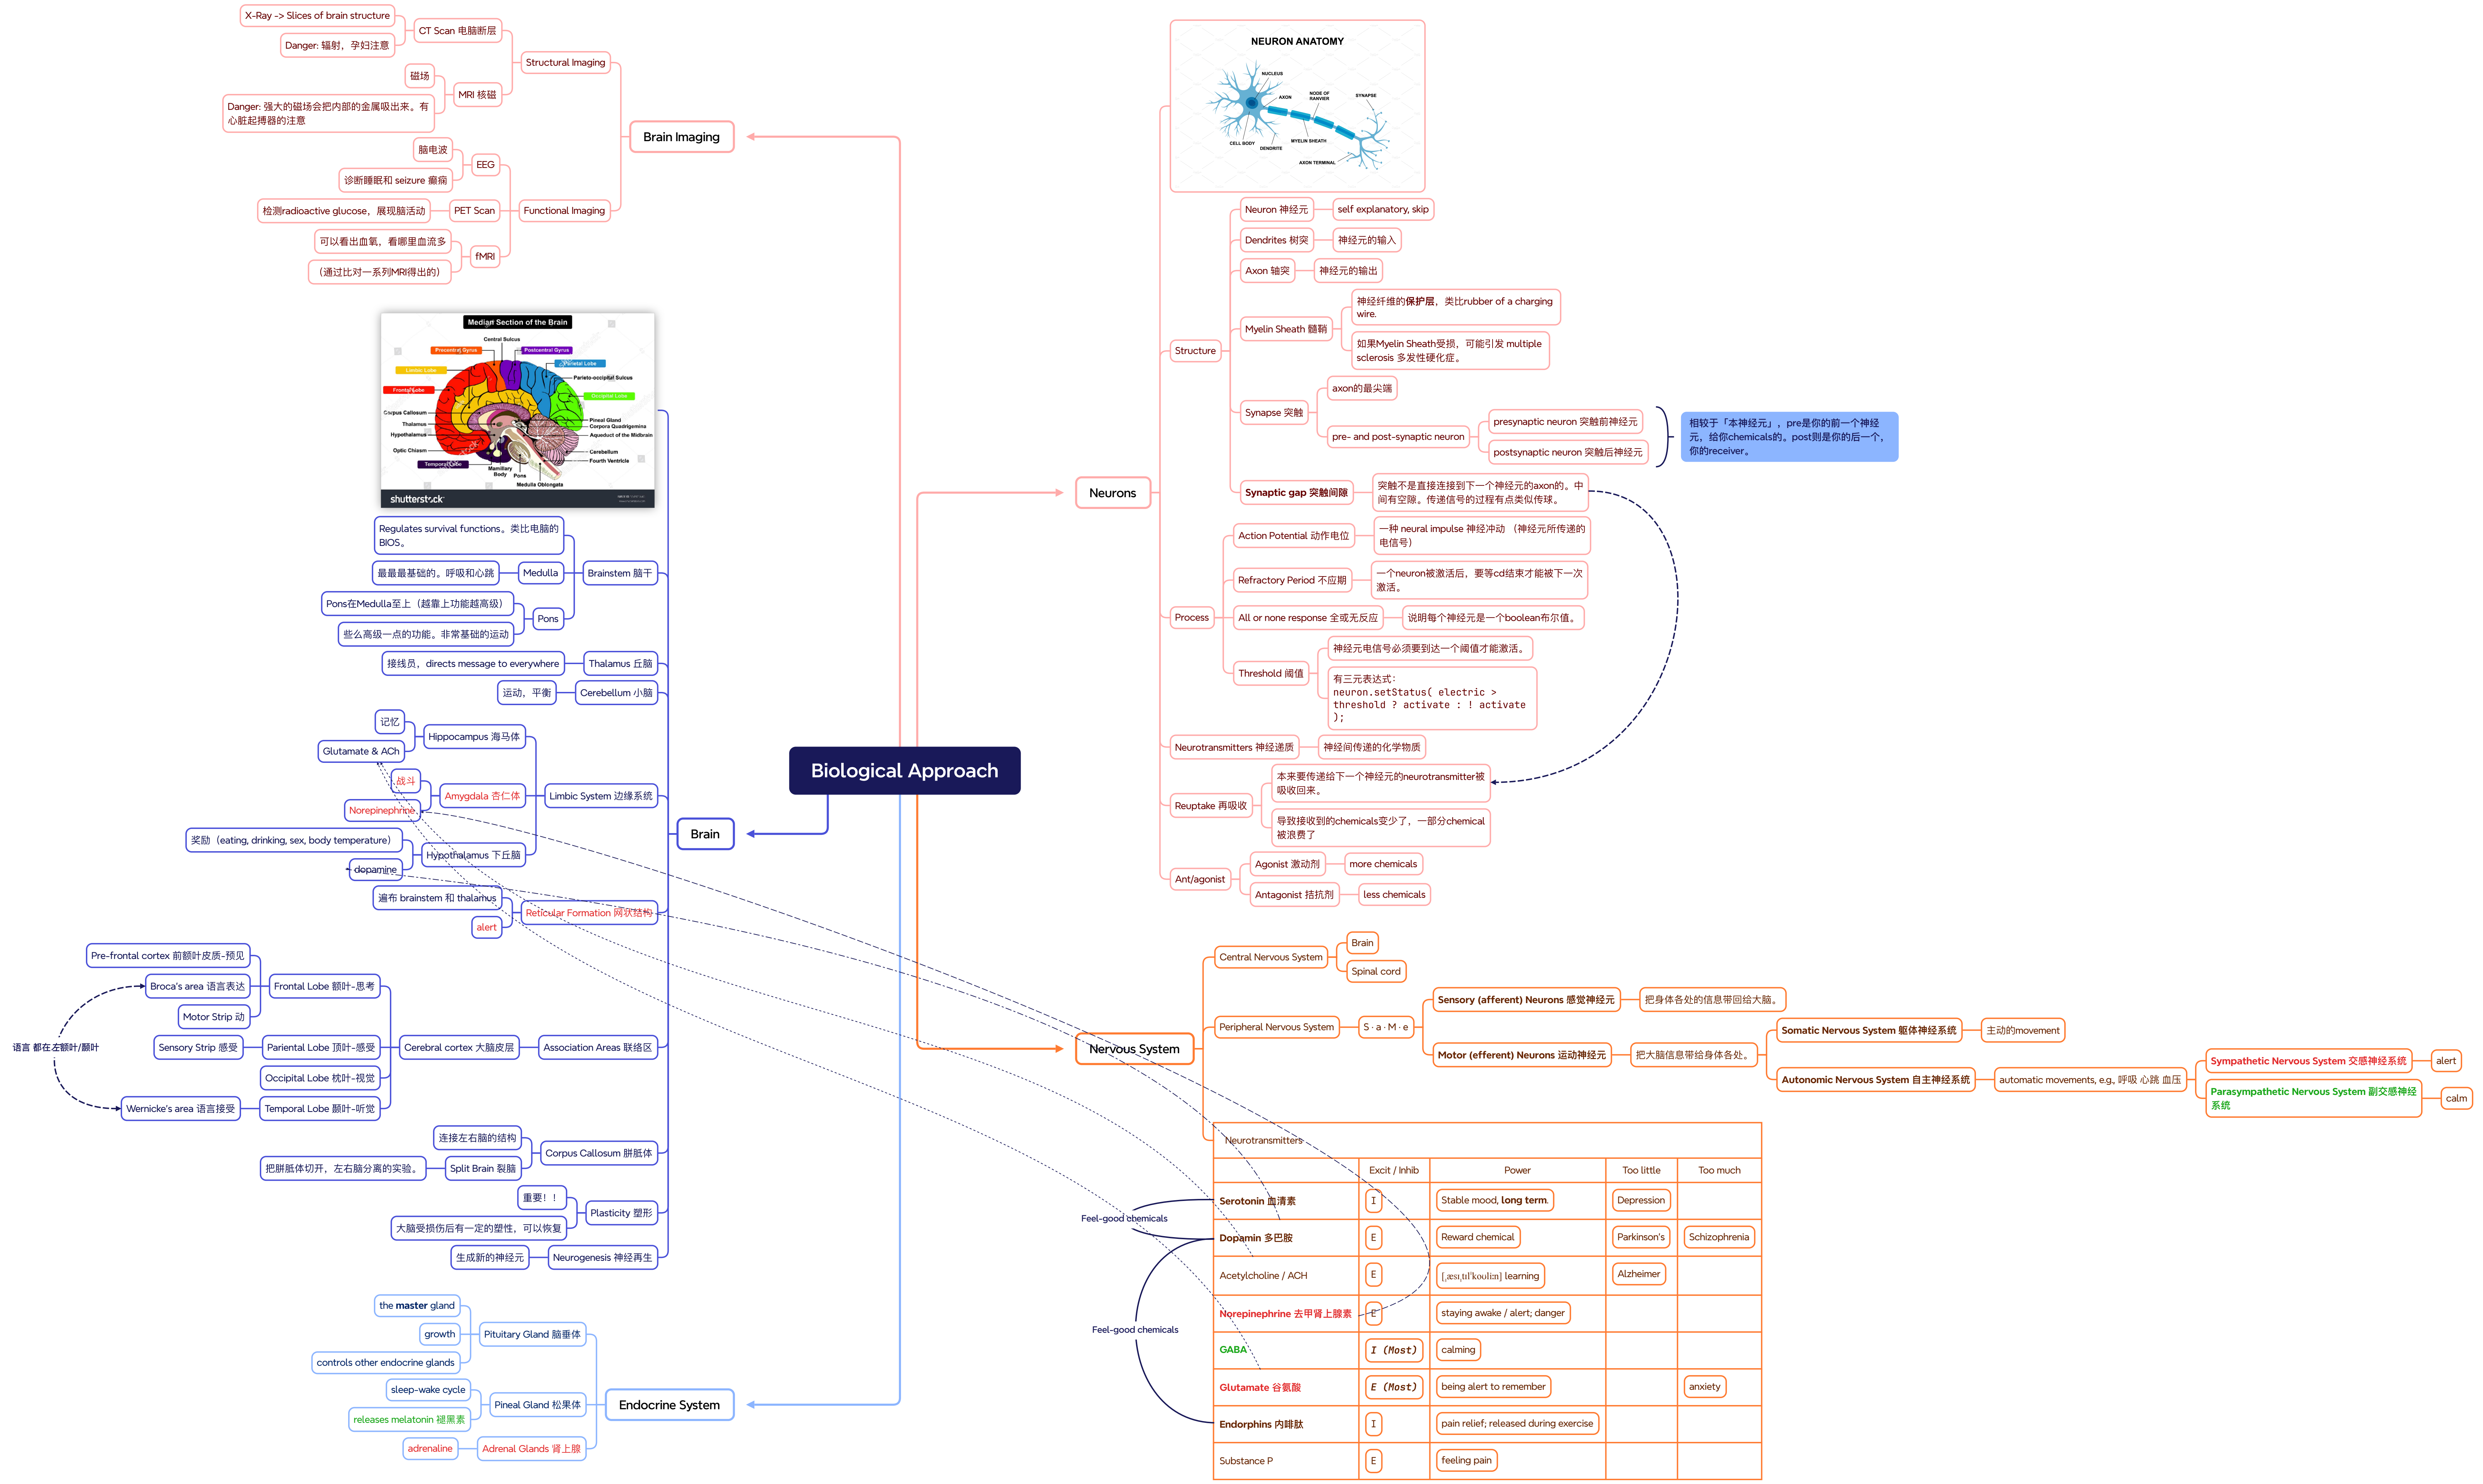 Biological Approach
Brain Imaging
Structural Imaging
CT Scan 电脑断层
X-Ray -> Slices of brain structure
Danger: 辐射，孕妇注意
MRI 核磁
磁场
Danger: 强大的磁场会把内部的金属吸出来。有
心脏起搏器的注意
Functional Imaging
EEG
脑电波
诊断睡眠和 seizure 癫痫
PET Scan
检测radioactive glucose，展现脑活动
fMRI
可以看出血氧，看哪里血流多
（通过比对一系列MRI得出的）
Brain
Median Section of the Brain
Central Sulcus
Precentral Gyrus
Postcentral Gyrus
Parietal Lobe
Limbic Lobe
Parieto-occipital Sulcus
Frontal Lobe
Occipital Lobe
Corpus Callosum
Pineal Gland
Thalamus
Corpora Quadrigemina
Hypothalamus
Aqueduct of the Midbrain
Optic Chiasm
Cerebellum
Temporal Lobe
Fourth Ventricle
Mamillary
Body
Pons
Medulla Oblongata
shutterstock
Brainstem 脑干
Regulates survival functions。类比电脑的
BIOS。
Medulla
最最最基础的。呼吸和心跳
Pons
Pons在Medulla至上（越靠上功能越高级）
些么高级一点的功能。非常基础的运动
Thalamus 丘脑
接线员，directs message to everywhere
Cerebellum 小脑
运动，平衡
Limbic System 边缘系统
Hippocampus 海马体
记忆
Glutamate & ACh
Amygdala 杏仁体
战斗
Norepinephrine
Hypothalamus 下丘脑
奖励（eating, drinking, sex, body temperature）
dopamine
Reticular Formation 网状结构
遍布 brainstem 和 thalamus
alert
Association Areas 联络区
Cerebral cortex 大脑皮层
Frontal Lobe 额叶-思考
Pre-frontal cortex 前额叶皮质-预见
Broca's area 语言表达
Motor Strip 动
Pariental Lobe 顶叶-感受
Sensory Strip 感受
Occipital Lobe 枕叶-视觉
Temporal Lobe 颞叶-听觉
Wernicke's area 语言接受
语言 都在左额叶/颞叶
Corpus Callosum 胼胝体
连接左右脑的结构
Split Brain 裂脑
把胼胝体切开，左右脑分离的实验。
Plasticity 塑形
重要！！
大脑受损伤后有一定的塑性，可以恢复
Neurogenesis 神经再生
生成新的神经元
Endocrine System
Pituitary Gland 脑垂体
the master gland
growth
controls other endocrine glands
Pineal Gland 松果体
sleep-wake cycle
releases melatonin 褪黑素
Adrenal Glands 肾上腺
adrenaline
Neurons
NEURON ANATOMY
NUCLEUS
AXON
NODE OF
RANVIER
SYNAPSE
CELL BODY
DENDRITE
MYELIN SHEATH
AXON TERMINAL
Structure
Neuron 神经元
self explanatory, skip
Dendrites 树突
神经元的输入
Axon 轴突
神经元的输出
Myelin Sheath 髓鞘
神经纤维的保护层，类比rubber of a charging
wire.
如果Myelin Sheath受损，可能引发 multiple
sclerosis 多发性硬化症。
Synapse 突触
axon的最尖端
pre- and post-synaptic neuron
presynaptic neuron 突触前神经元
postsynaptic neuron 突触后神经元
相较于「本神经元」，pre是你的前一个神经
元，给你chemicals的。post则是你的后一个，
你的receiver。
Synaptic gap 突触间隙
突触不是直接连接到下一个神经元的axon的。中
间有空隙。传递信号的过程有点类似传球。
Process
Action Potential 动作电位
一种 neural impulse 神经冲动 （神经元所传递的
电信号）
Refractory Period 不应期
一个neuron被激活后，要等cd结束才能被下一次
激活。
All or none response 全或无反应
说明每个神经元是一个boolean布尔值。
Threshold 阈值
神经元电信号必须要到达一个阈值才能激活。
有三元表达式：
neuron.setStatus( electric >
threshold ? activate : ! activate
);
Neurotransmitters 神经递质
神经间传递的化学物质
Reuptake 再吸收
本来要传递给下一个神经元的neurotransmitter被
吸收回来。
导致接收到的chemicals变少了，一部分chemical
被浪费了
Ant/agonist
Agonist 激动剂
more chemicals
Antagonist 拮抗剂
less chemicals
Nervous System
Central Nervous System
Brain
Spinal cord
Peripheral Nervous System
S · a · M · e
Sensory (afferent) Neurons 感觉神经元
把身体各处的信息带回给大脑。
Motor (efferent) Neurons 运动神经元
把大脑信息带给身体各处。
Somatic Nervous System 躯体神经系统
主动的movement
Autonomic Nervous System 自主神经系统
automatic movements, e.g., 呼吸 心跳 血压
Sympathetic Nervous System 交感神经系统
alert
Parasympathetic Nervous System 副交感神经
系统
calm
Neurotransmitters
Excit / Inhib Power Too little Too much
Serotonin 血清素 I Stable mood, long term. Depression
Dopamin 多巴胺 E Reward chemical Parkinson's Schizophrenia
Acetylcholine / ACH E [ˌæsɪˌtɪlˈkoʊliːn] learning Alzheimer
Norepinephrine 去甲肾上腺素 E staying awake / alert; danger
GABA I (Most) calming
Glutamate 谷氨酸 E (Most) being alert to remember anxiety
Endorphins 内啡肽 I pain relief; released during exercise
Substance P E feeling pain
Feel-good chemicals
Feel-good chemicals